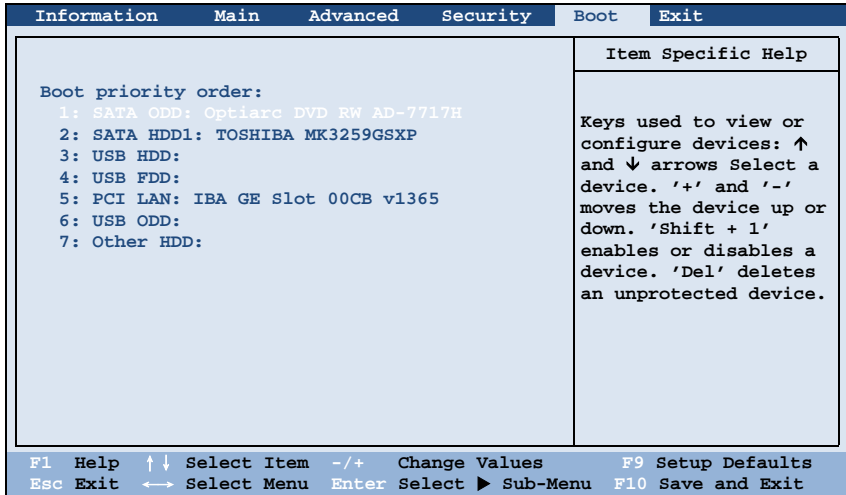 Information Main Advanced Security Boot Exit
Item Specific Help
Boot priority order:
1: SATA ODD: Optiarc DVD RW AD-7717H
2: SATA HDD1: TOSHIBA MK3259GSXP
3: USB HDD:
4: USB FDD:
5: PCI LAN: IBA GE Slot 00CB v1365
6: USB ODD:
7: Other HDD:
Keys used to view or
configure devices: ↑
and ↓ arrows Select a
device. '+' and '-'
moves the device up or
down. 'Shift + 1'
enables or disables a
device. 'Del' deletes
an unprotected device.
F1 Help ↑↓ Select Item -/+ Change Values F9 Setup Defaults
Esc Exit ←→ Select Menu Enter Select ▶ Sub-Menu F10 Save and Exit